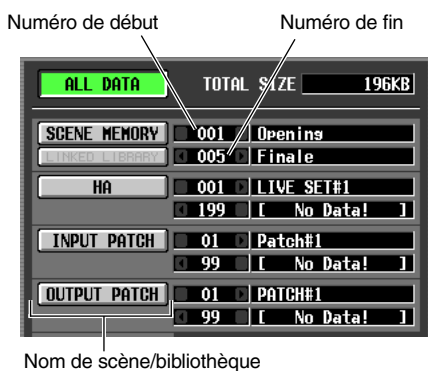 Numéro de début Numéro de fin
ALL DATA TOTAL SIZE 196KB
SCENE MEMORY 001 Opening
LINKED LIBRARY 005 Finale
HA 001 LIVE SET#1
199 [ No Data! ]
INPUT PATCH 01 Patch#1
99 [ No Data! ]
OUTPUT PATCH 01 PATCH#1
99 [ No Data! ]
Nom de scène/bibliothèque